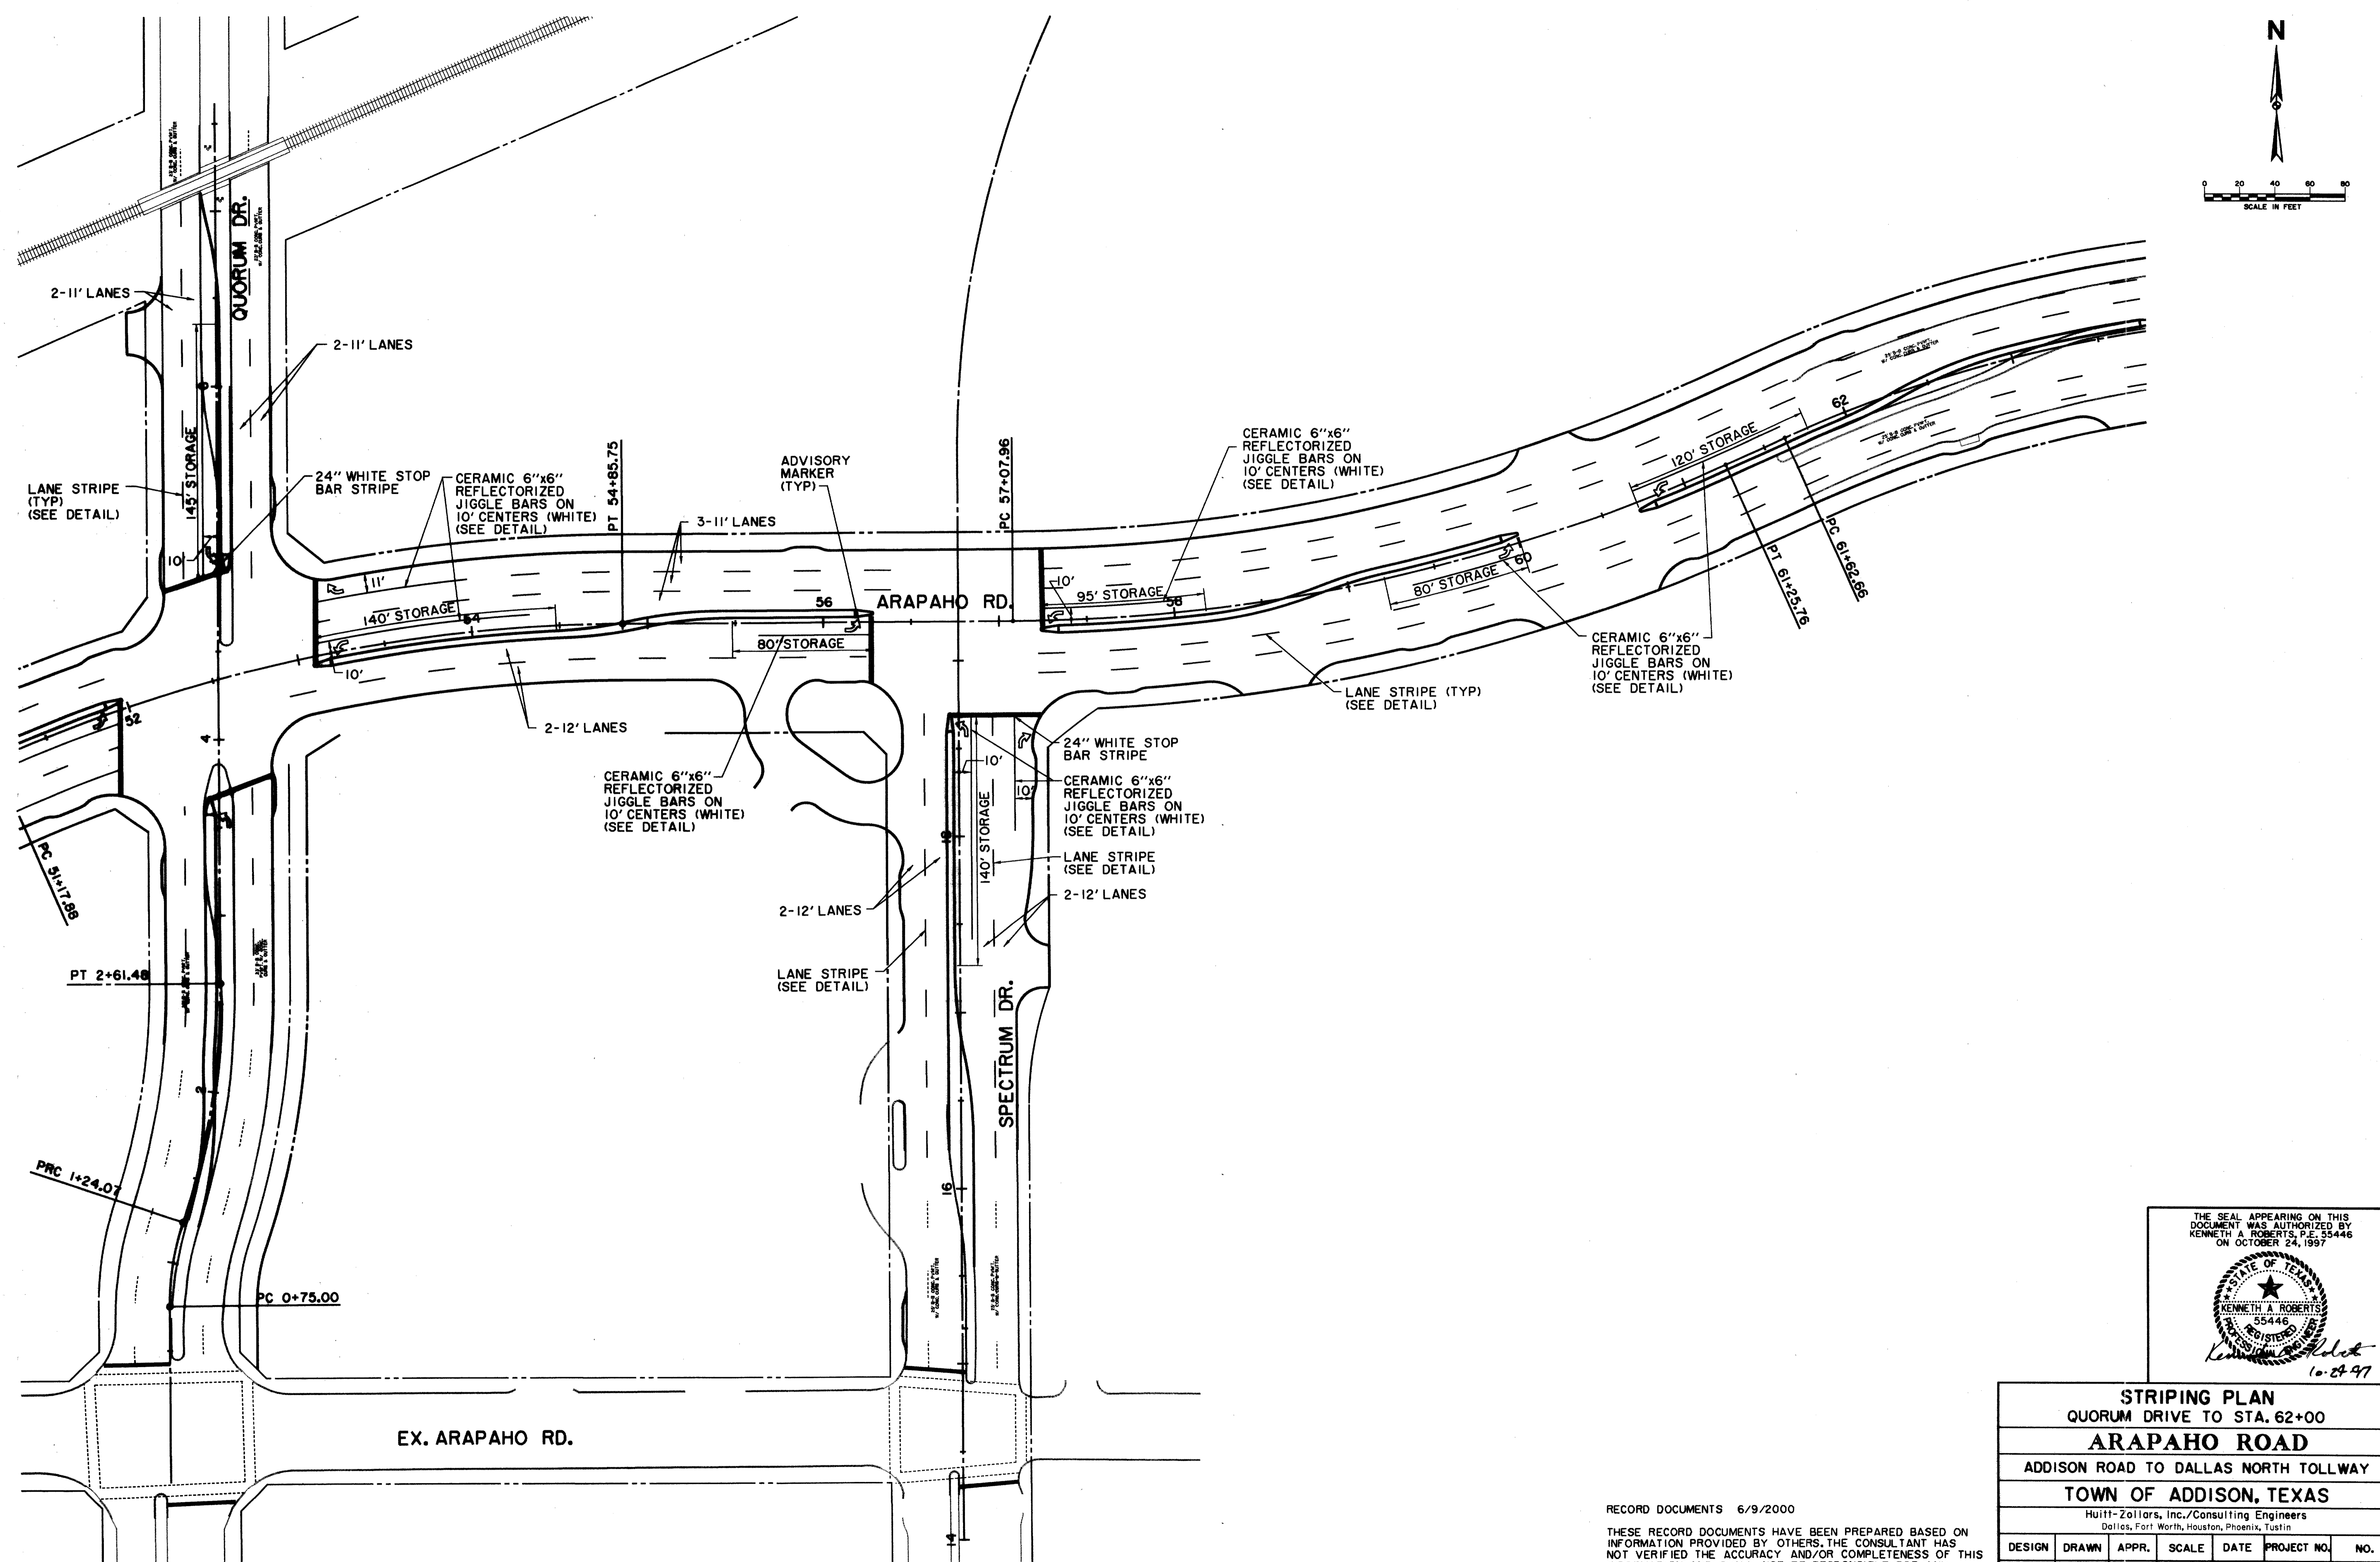 N
0 20 40 60 80
SCALE IN FEET
QUORUM DR.
2-11' LANES
2-11' LANES
145' STORAGE
6
LANE STRIPE
(TYP)
(SEE DETAIL)
10'
24" WHITE STOP
BAR STRIPE
CERAMIC 6"x6"
REFLECTORIZED
JIGGLE BARS ON
10' CENTERS (WHITE)
(SEE DETAIL)
PT 54+85.75
3-11' LANES
ADVISORY
MARKER
(TYP)
PC 57+07.96
CERAMIC 6"x6"
REFLECTORIZED
JIGGLE BARS ON
10' CENTERS (WHITE)
(SEE DETAIL)
120' STORAGE
62
11'
140' STORAGE
54
10'
56
ARAPAHO RD.
80' STORAGE
10'
95' STORAGE
58
80' STORAGE
60
PT 61+25.76
PC 61+62.66
CERAMIC 6"x6"
REFLECTORIZED
JIGGLE BARS ON
10' CENTERS (WHITE)
(SEE DETAIL)
LANE STRIPE (TYP)
(SEE DETAIL)
52
4
2-12' LANES
CERAMIC 6"x6"
REFLECTORIZED
JIGGLE BARS ON
10' CENTERS (WHITE)
(SEE DETAIL)
24" WHITE STOP
BAR STRIPE
10'
10'
CERAMIC 6"x6"
REFLECTORIZED
JIGGLE BARS ON
10' CENTERS (WHITE)
(SEE DETAIL)
18
140' STORAGE
LANE STRIPE
(SEE DETAIL)
2-12' LANES
2-12' LANES
PC 51+17.88
PT 2+61.48
LANE STRIPE
(SEE DETAIL)
SPECTRUM DR.
2
PRC 1+24.07
16
PC 0+75.00
EX. ARAPAHO RD.
14
THE SEAL APPEARING ON THIS
DOCUMENT WAS AUTHORIZED BY
KENNETH A ROBERTS, P.E. 55446
ON OCTOBER 24, 1997
STATE OF TEXAS
KENNETH A ROBERTS
55446
REGISTERED
PROFESSIONAL ENGINEER
10-24-97
STRIPING PLAN
QUORUM DRIVE TO STA. 62+00
ARAPAHO ROAD
ADDISON ROAD TO DALLAS NORTH TOLLWAY
TOWN OF ADDISON, TEXAS
Huitt-Zollars, Inc./Consulting Engineers
Dallas, Fort Worth, Houston, Phoenix, Tustin
DESIGN DRAWN APPR. SCALE DATE PROJECT NO. NO.
RECORD DOCUMENTS 6/9/2000
THESE RECORD DOCUMENTS HAVE BEEN PREPARED BASED ON
INFORMATION PROVIDED BY OTHERS. THE CONSULTANT HAS
NOT VERIFIED THE ACCURACY AND/OR COMPLETENESS OF THIS